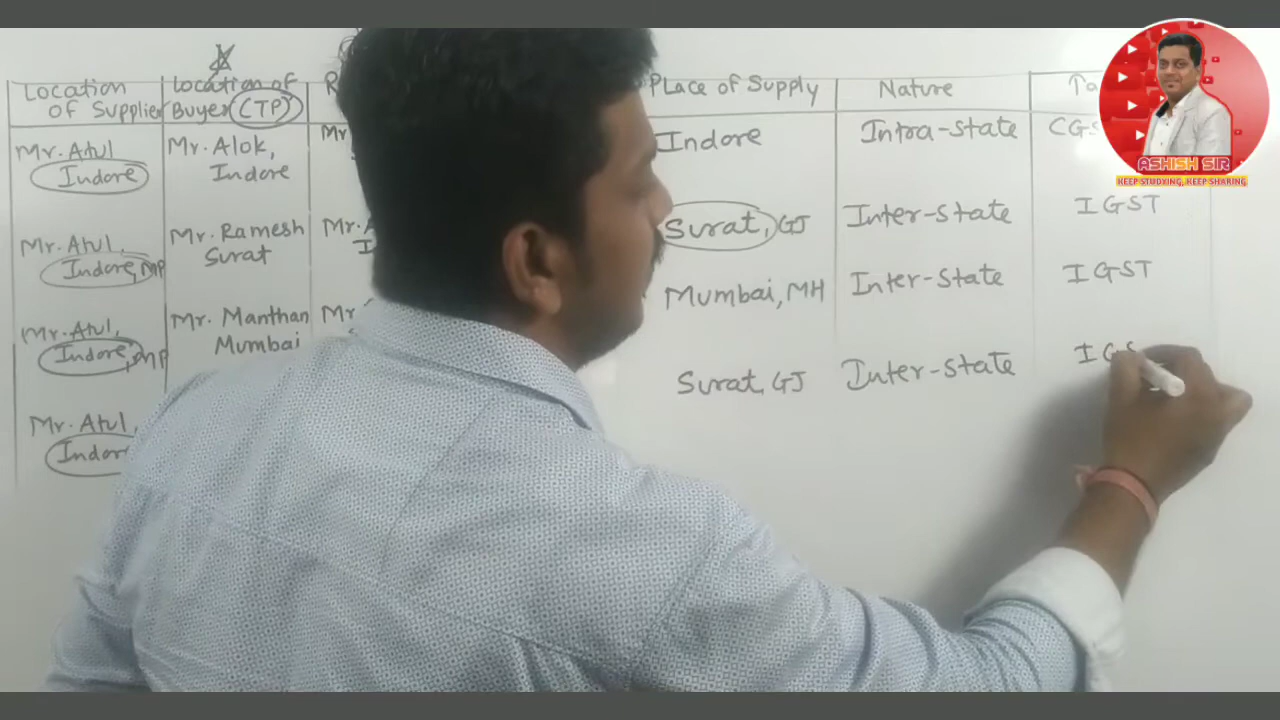 Location of Supplier
Location of Buyer (CTP)
Place of Supply
Nature
Mr. Atul
Indore
Mr. Alok,
Indore
Mr
Indore
Intra-State
CGS
Mr. Atul,
Indore, MP
Mr. Ramesh
Surat
Mr.
Surat, GJ
Inter-State
IGST
Mr. Atul,
Indore, MP
Mr. Manthan
Mumbai
Mr
Mumbai, MH
Inter-State
IGST
Mr. Atul,
Indor
Surat, GJ
Inter-State
IGS
ASHISH SIR
KEEP STUDYING, KEEP SHARING